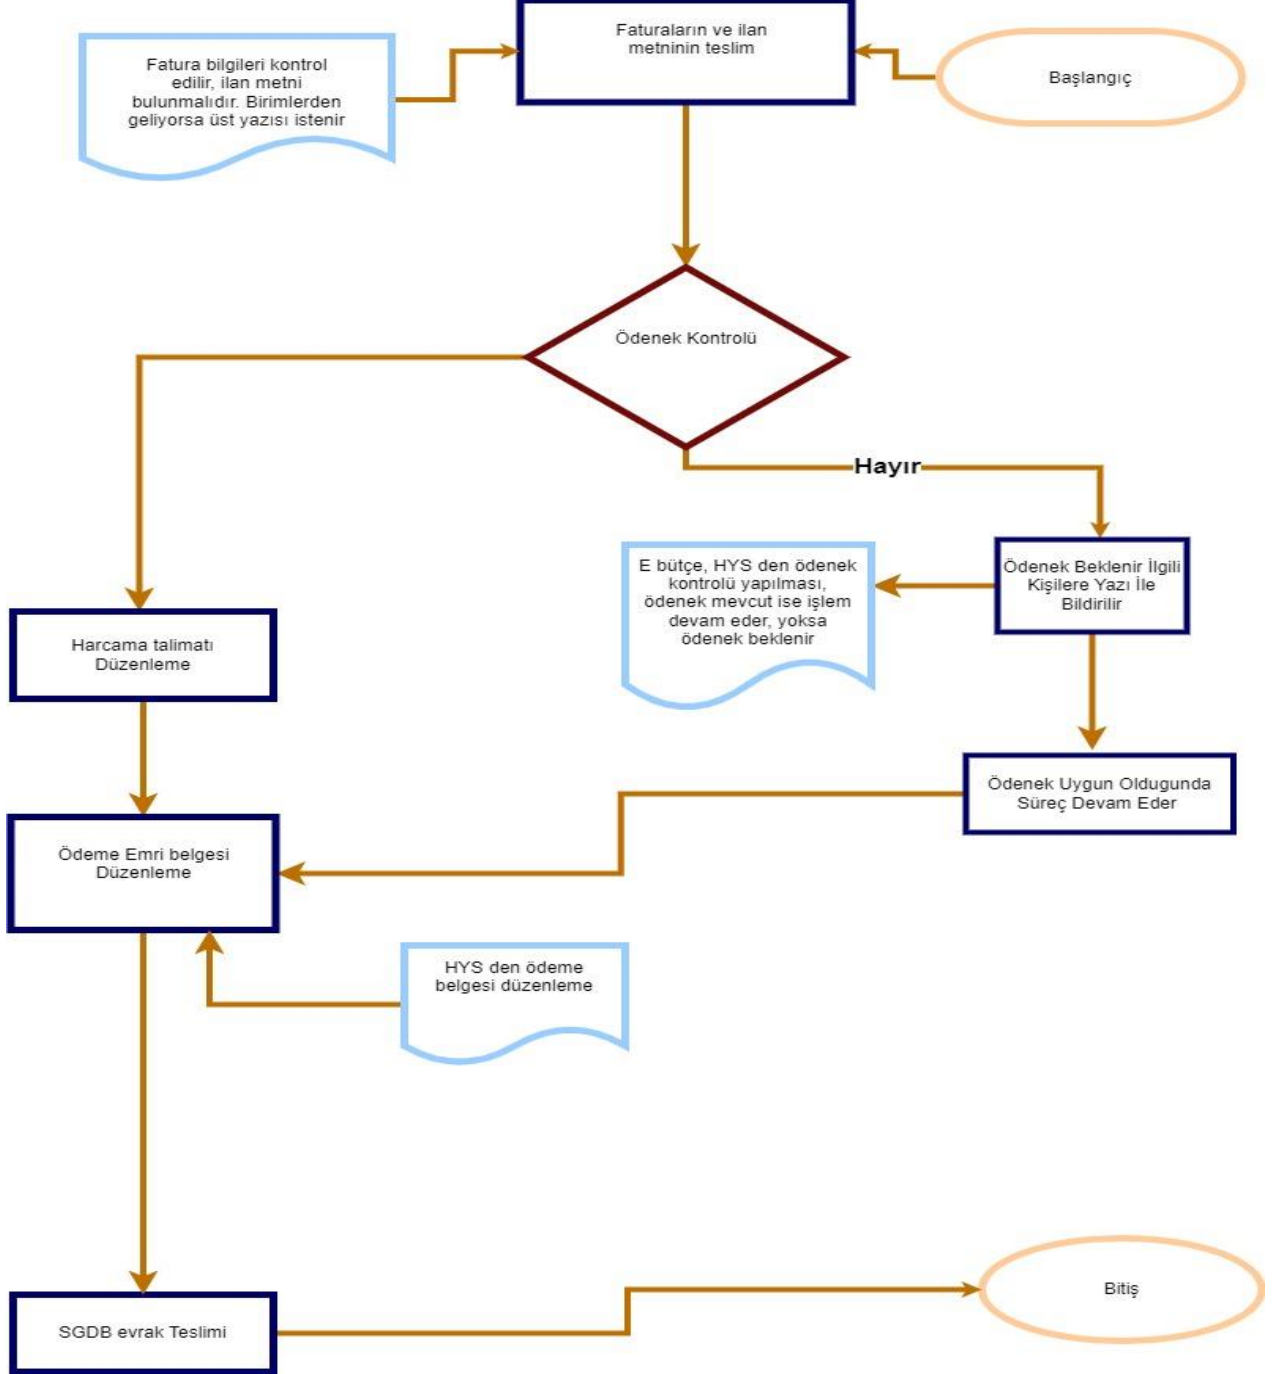 Faturaların ve ilan
metninin teslim
Fatura bilgileri kontrol
edilir, ilan metni
bulunmalıdır. Birimlerden
geliyorsa üst yazısı istenir
Başlangıç
Ödenek Kontrolü
Hayır
E bütçe, HYS den ödenek
kontrolü yapılması,
ödenek mevcut ise işlem
devam eder, yoksa
ödenek beklenir
Ödenek Beklenir İlgili
Kişilere Yazı İle
Bildirilir
Harcama talimatı
Düzenleme
Ödenek Uygun Oldugunda
Süreç Devam Eder
Ödeme Emri belgesi
Düzenleme
HYS den ödeme
belgesi düzenleme
Bitiş
SGDB evrak Teslimi